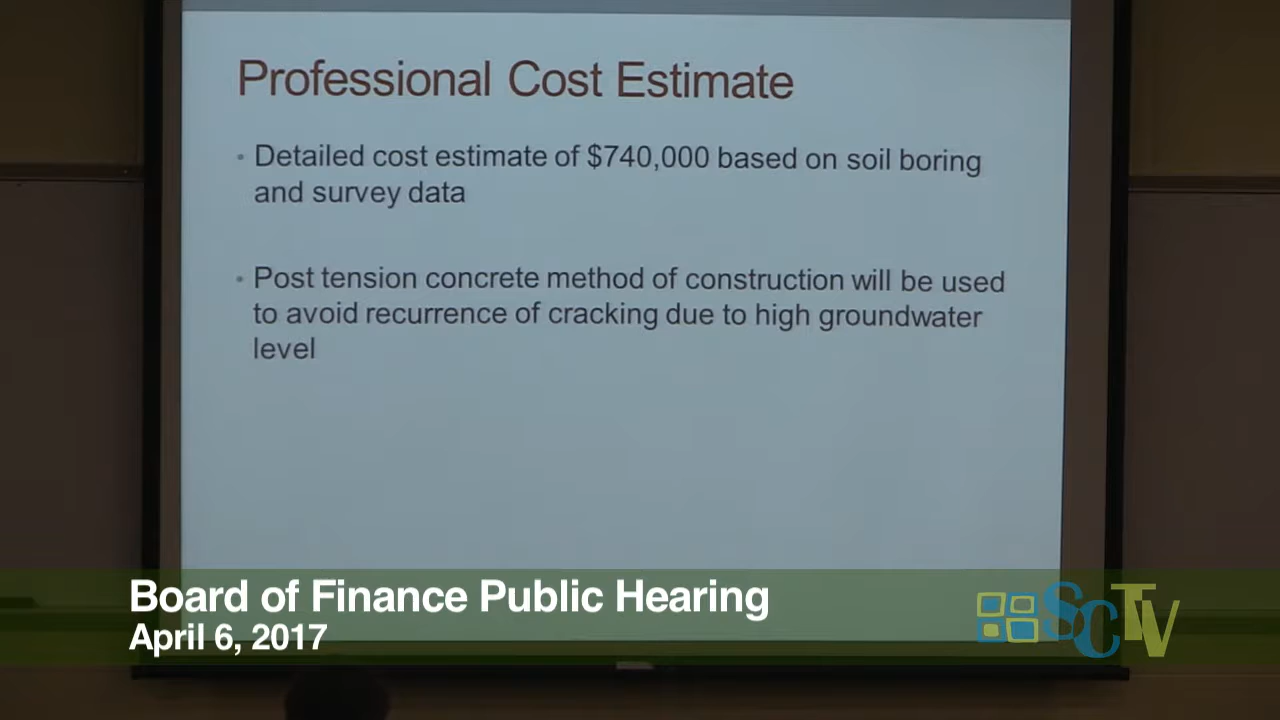 Professional Cost Estimate
• Detailed cost estimate of $740,000 based on soil boring
and survey data
• Post tension concrete method of construction will be used
to avoid recurrence of cracking due to high groundwater
level
Board of Finance Public Hearing
April 6, 2017
SCTV